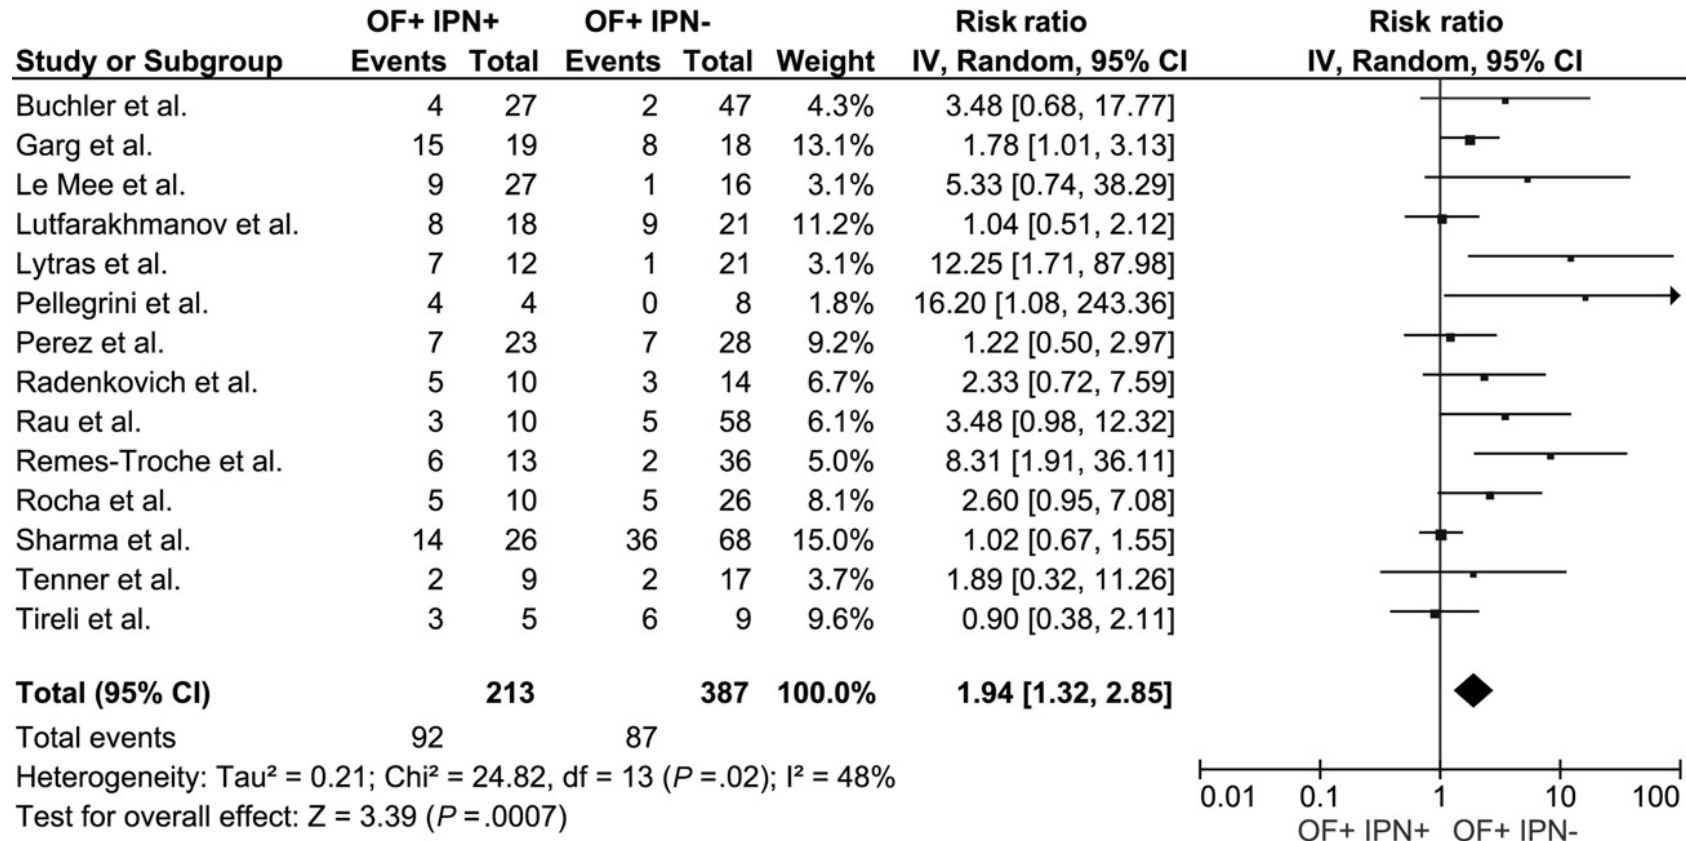 OF+ IPN+ OF+ IPN- Risk ratio Risk ratio
Study or Subgroup Events Total Events Total Weight IV, Random, 95% CI IV, Random, 95% CI
Buchler et al. 4 27 2 47 4.3% 3.48 [0.68, 17.77]
Garg et al. 15 19 8 18 13.1% 1.78 [1.01, 3.13]
Le Mee et al. 9 27 1 16 3.1% 5.33 [0.74, 38.29]
Lutfarakhmanov et al. 8 18 9 21 11.2% 1.04 [0.51, 2.12]
Lytras et al. 7 12 1 21 3.1% 12.25 [1.71, 87.98]
Pellegrini et al. 4 4 0 8 1.8% 16.20 [1.08, 243.36]
Perez et al. 7 23 7 28 9.2% 1.22 [0.50, 2.97]
Radenkovich et al. 5 10 3 14 6.7% 2.33 [0.72, 7.59]
Rau et al. 3 10 5 58 6.1% 3.48 [0.98, 12.32]
Remes-Troche et al. 6 13 2 36 5.0% 8.31 [1.91, 36.11]
Rocha et al. 5 10 5 26 8.1% 2.60 [0.95, 7.08]
Sharma et al. 14 26 36 68 15.0% 1.02 [0.67, 1.55]
Tenner et al. 2 9 2 17 3.7% 1.89 [0.32, 11.26]
Tireli et al. 3 5 6 9 9.6% 0.90 [0.38, 2.11]
Total (95% CI) 213 387 100.0% 1.94 [1.32, 2.85]
Total events 92 87
Heterogeneity: Tau² = 0.21; Chi² = 24.82, df = 13 (P =.02); I² = 48%
Test for overall effect: Z = 3.39 (P =.0007)
0.01 0.1 1 10 100
OF+ IPN+ OF+ IPN-